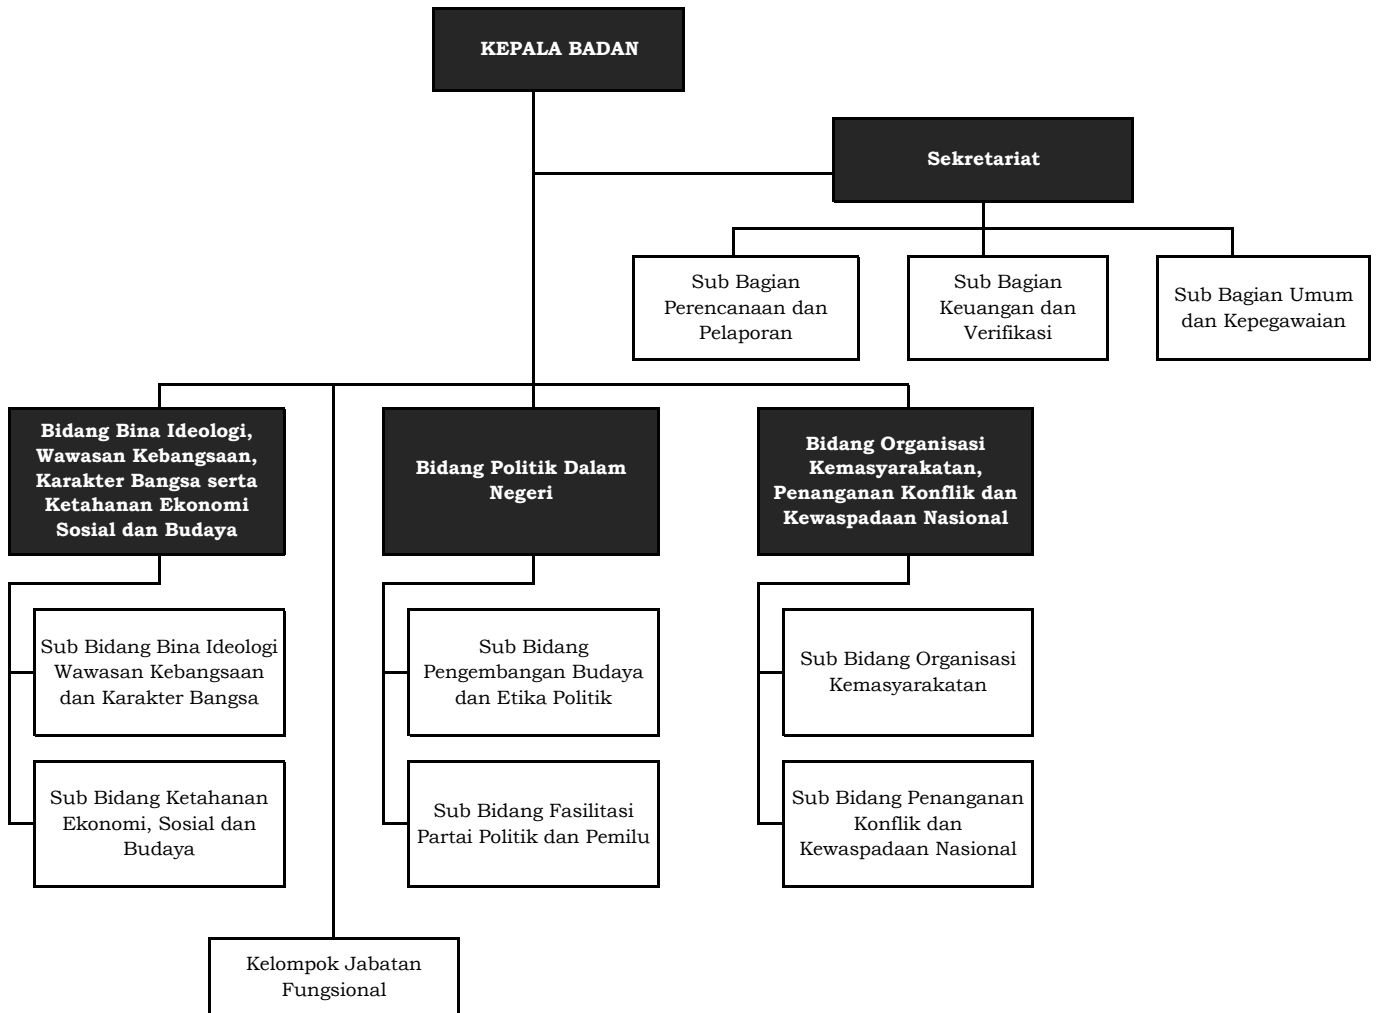 KEPALA BADAN
Sekretariat
Sub Bagian
Perencanaan dan
Pelaporan
Sub Bagian
Keuangan dan
Verifikasi
Sub Bagian Umum
dan Kepegawaian
Bidang Bina Ideologi,
Wawasan Kebangsaan,
Karakter Bangsa serta
Ketahanan Ekonomi
Sosial dan Budaya
Bidang Politik Dalam
Negeri
Bidang Organisasi
Kemasyarakatan,
Penanganan Konflik dan
Kewaspadaan Nasional
Sub Bidang Bina Ideologi
Wawasan Kebangsaan
dan Karakter Bangsa
Sub Bidang
Pengembangan Budaya
dan Etika Politik
Sub Bidang Organisasi
Kemasyarakatan
Sub Bidang Ketahanan
Ekonomi, Sosial dan
Budaya
Sub Bidang Fasilitasi
Partai Politik dan Pemilu
Sub Bidang Penanganan
Konflik dan
Kewaspadaan Nasional
Kelompok Jabatan
Fungsional